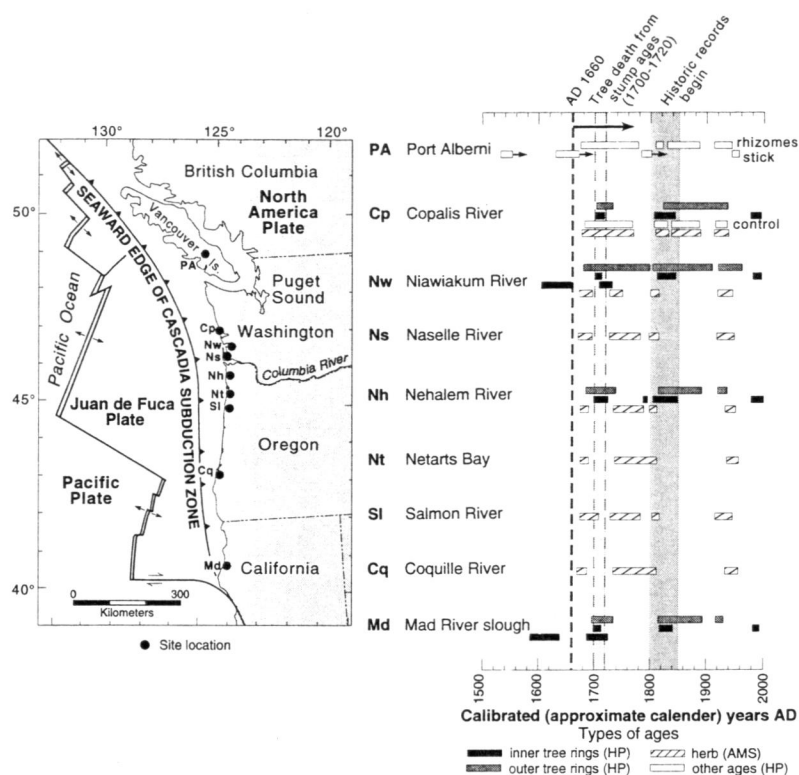 130°
125°
120°
50°
45°
40°
British Columbia
North
America
Plate
Vancouver Is.
PA
Puget
Sound
SEAWARD EDGE OF CASCADIA SUBDUCTION ZONE
Pacific Ocean
Cp
Washington
Nw
Ns
Columbia River
Nh
Nt
Sl
Juan de Fuca
Plate
Oregon
Cq
Pacific
Plate
Md
California
0 300
Kilometers
Site location
AD 1660
Tree death from
stump ages
(1700-1720)
Historic records
begin
PA Port Alberni
rhizomes
stick
Cp Copalis River
control
Nw Niawiakum River
Ns Naselle River
Nh Nehalem River
Nt Netarts Bay
Sl Salmon River
Cq Coquille River
Md Mad River slough
1500 1600 1700 1800 1900 2000
Calibrated (approximate calender) years AD
Types of ages
inner tree rings (HP)
herb (AMS)
outer tree rings (HP)
other ages (HP)